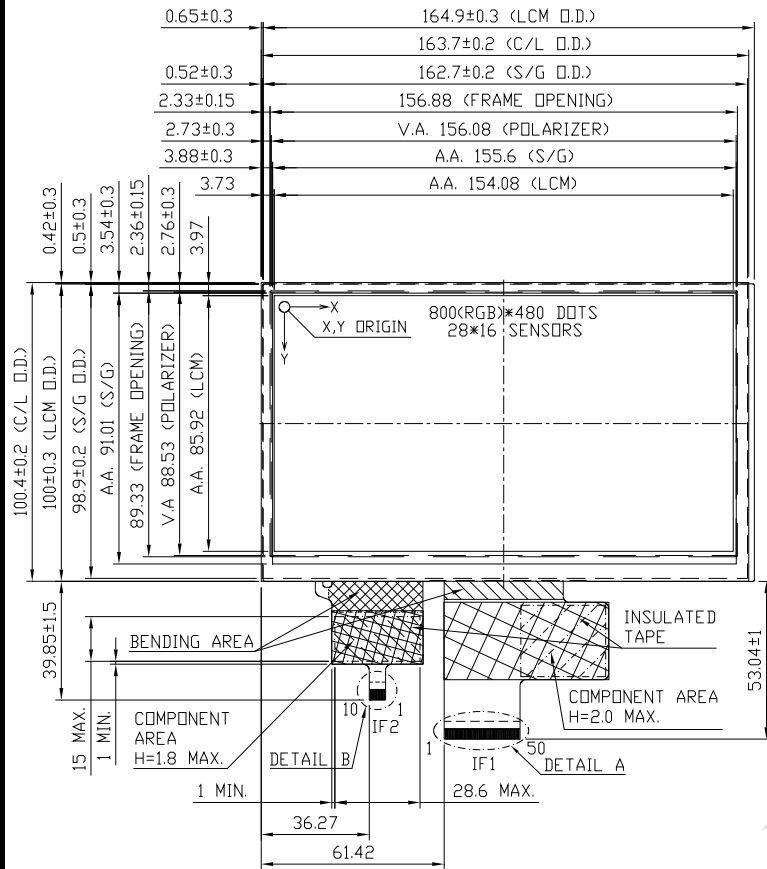 0.65±0.3
164.9±0.3 (LCM O.D.)
163.7±0.2 (C/L O.D.)
0.52±0.3
162.7±0.2 (S/G O.D.)
2.33±0.15
156.88 (FRAME OPENING)
2.73±0.3
V.A. 156.08 (POLARIZER)
3.88±0.3
A.A. 155.6 (S/G)
3.73
A.A. 154.08 (LCM)
0.42±0.3
0.5±0.3
3.54±0.3
2.36±0.15
2.76±0.3
3.97
X
X,Y ORIGIN
Y
800(RGB)*480 DOTS
28*16 SENSORS
100.4±0.2 (C/L O.D.)
100±0.3 (LCM O.D.)
98.9±0.2 (S/G O.D.)
A.A. 91.01 (S/G)
89.33 (FRAME OPENING)
V.A 88.53 (POLARIZER)
A.A. 85.92 (LCM)
39.85±1.5
BENDING AREA
INSULATED
TAPE
53.04±1
COMPONENT AREA
H=2.0 MAX.
15 MAX.
1 MIN.
COMPONENT
AREA
H=1.8 MAX.
10
1
IF2
DETAIL B
1
50
IF1
DETAIL A
1 MIN.
28.6 MAX.
36.27
61.42